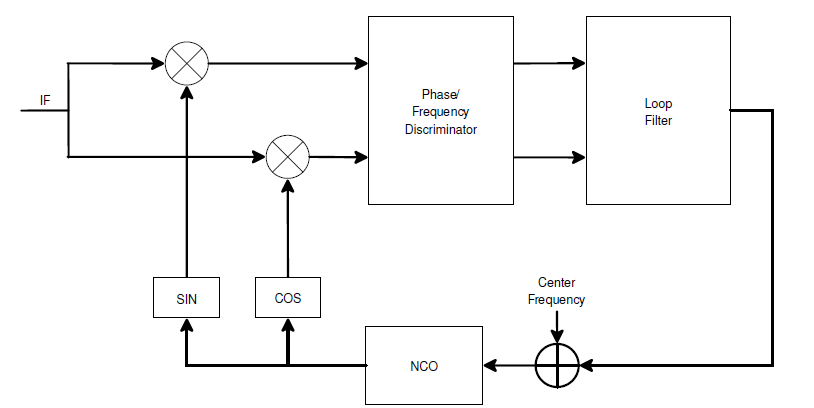 IF
Phase/
Frequency
Discriminator
Loop
Filter
SIN
COS
Center
Frequency
NCO